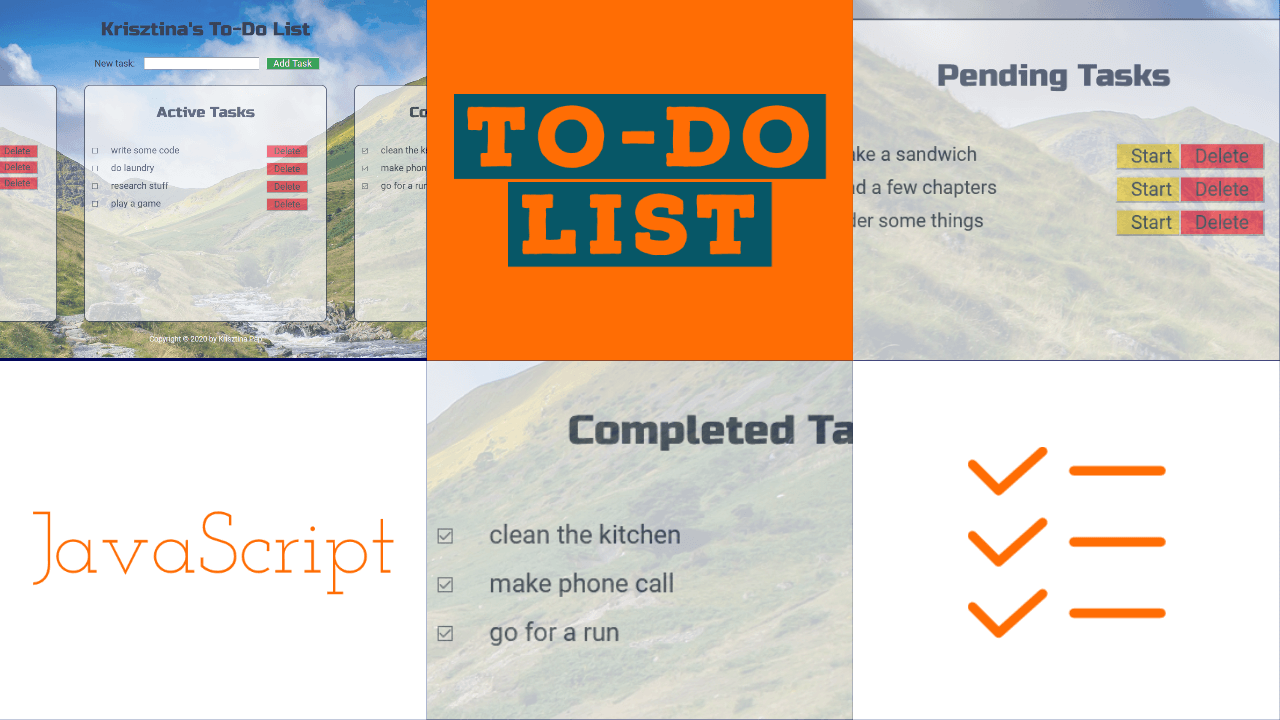 Krisztina's To-Do List
New task:
Add Task
Delete
Delete
Delete
Active Tasks
write some code Delete
do laundry Delete
research stuff Delete
play a game Delete
Co
clean the k
make phon
go for a run
Copyright © 2020 by Krisztina Pap
TO-DO
LIST
Pending Tasks
ake a sandwich Start Delete
d a few chapters Start Delete
der some things Start Delete
JavaScript
Completed Ta
clean the kitchen
make phone call
go for a run